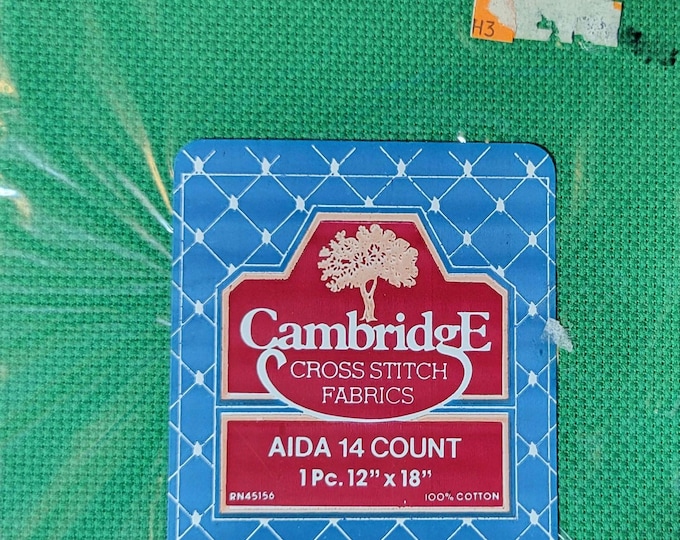 H3
CambridgE
CROSS STITCH
FABRICS
AIDA 14 COUNT
1 Pc. 12" x 18"
RN45156 100% COTTON